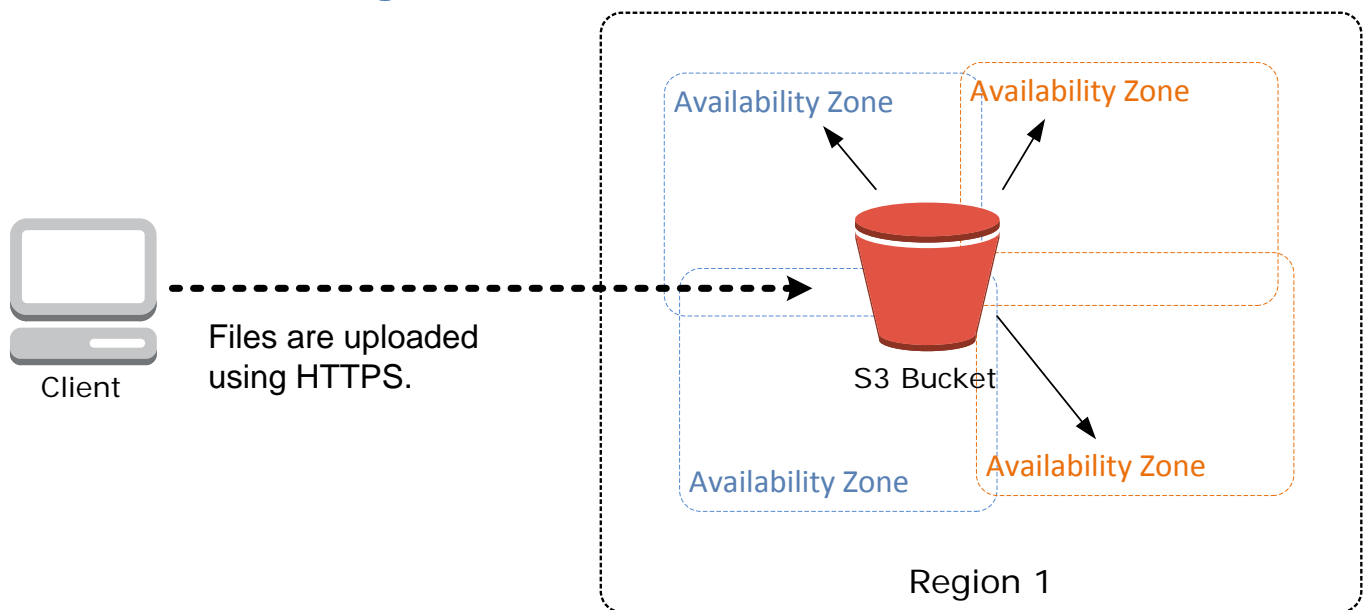 Availability Zone
Availability Zone
Files are uploaded
using HTTPS.
Client
S3 Bucket
Availability Zone
Availability Zone
Region 1